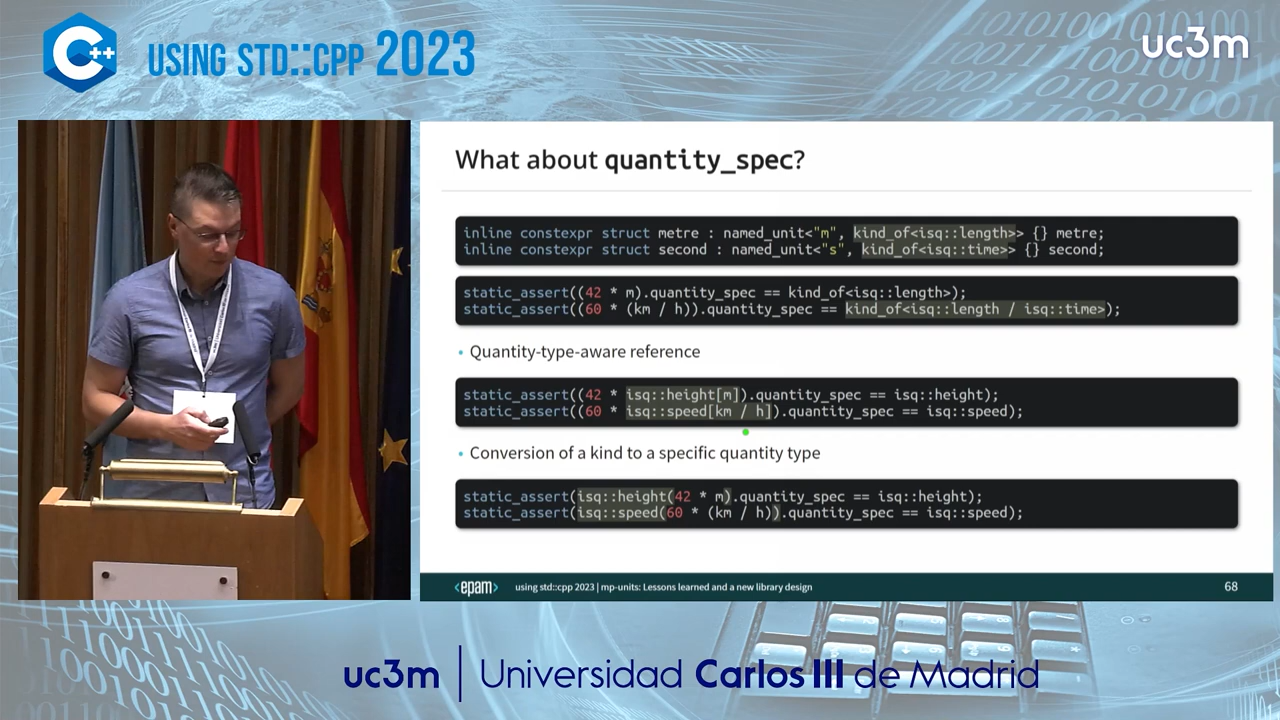 C++
USING STD::CPP 2023
uc3m
What about quantity_spec?
inline constexpr struct metre : named_unit<"m", kind_of<isq::length>> {} metre;
inline constexpr struct second : named_unit<"s", kind_of<isq::time>> {} second;
static_assert((42 * m).quantity_spec == kind_of<isq::length>);
static_assert((60 * (km / h)).quantity_spec == kind_of<isq::length / isq::time>);
• Quantity-type-aware reference
static_assert((42 * isq::height[m]).quantity_spec == isq::height);
static_assert((60 * isq::speed[km / h]).quantity_spec == isq::speed);
• Conversion of a kind to a specific quantity type
static_assert(isq::height(42 * m).quantity_spec == isq::height);
static_assert(isq::speed(60 * (km / h)).quantity_spec == isq::speed);
<epam>
using std::cpp 2023 | mp-units: Lessons learned and a new library design
68
uc3m | Universidad Carlos III de Madrid